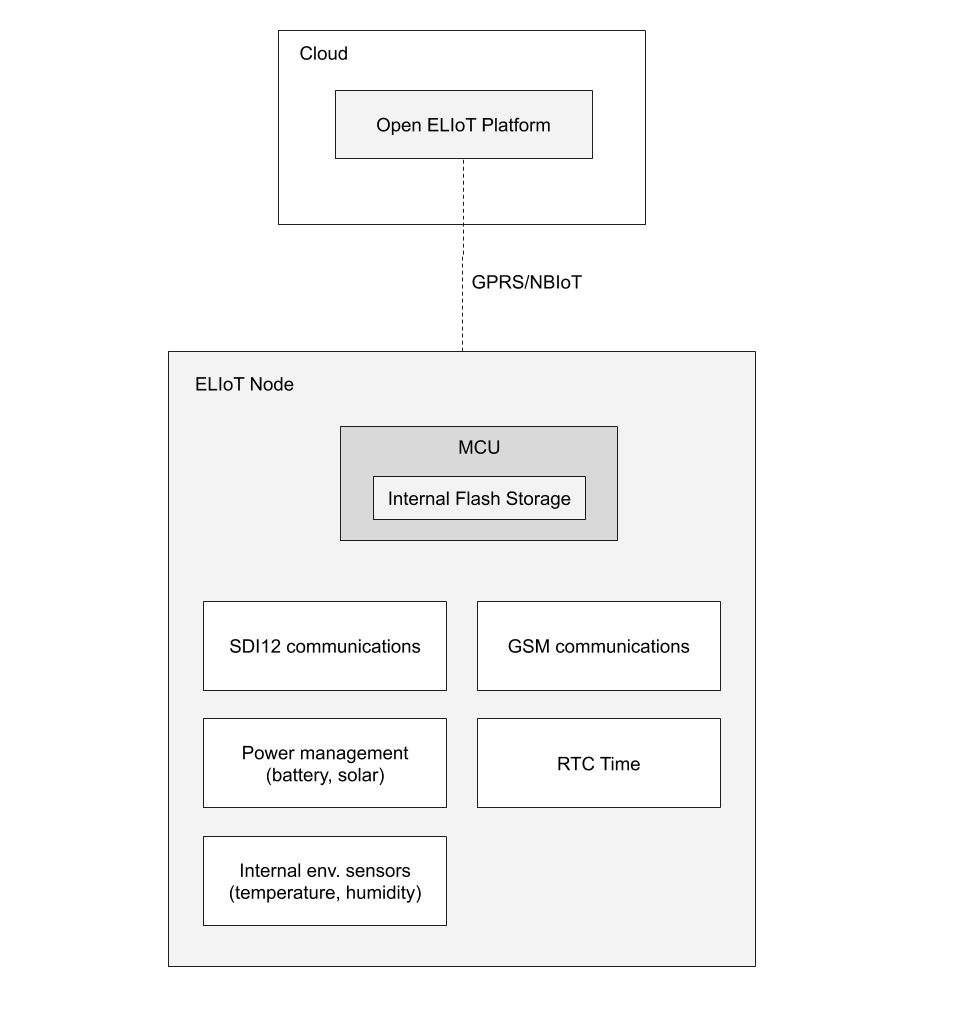 Cloud
Open ELIoT Platform
GPRS/NBIoT
ELIoT Node
MCU
Internal Flash Storage
SDI12 communications
GSM communications
Power management
(battery, solar)
RTC Time
Internal env. sensors
(temperature, humidity)